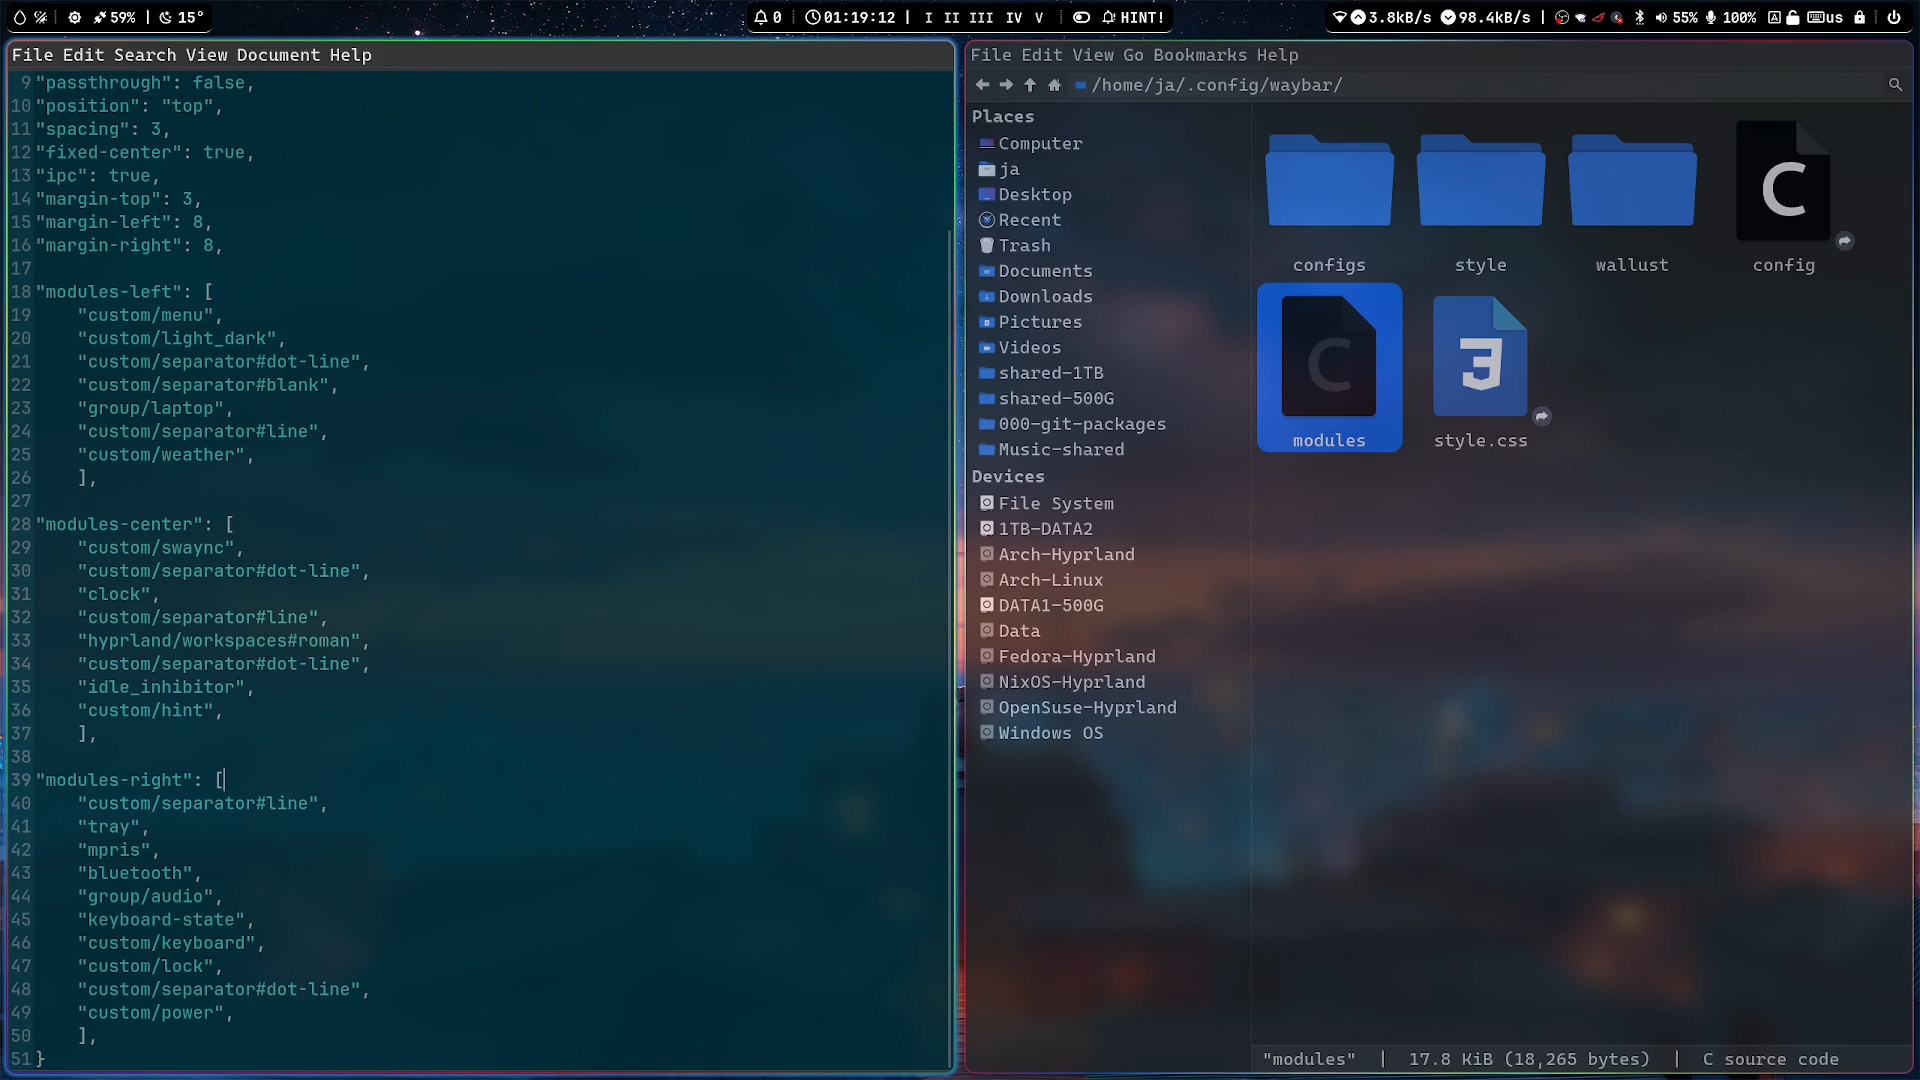 59% | 15°
0 | 01:19:12 | I II III IV V | HINT!
3.8kB/s 98.4kB/s | 55% 100% A us
File Edit Search View Document Help
9 "passthrough": false,
10 "position": "top",
11 "spacing": 3,
12 "fixed-center": true,
13 "ipc": true,
14 "margin-top": 3,
15 "margin-left": 8,
16 "margin-right": 8,
17
18 "modules-left": [
19 "custom/menu",
20 "custom/light_dark",
21 "custom/separator#dot-line",
22 "custom/separator#blank",
23 "group/laptop",
24 "custom/separator#line",
25 "custom/weather",
26 ],
27
28 "modules-center": [
29 "custom/swaync",
30 "custom/separator#dot-line",
31 "clock",
32 "custom/separator#line",
33 "hyprland/workspaces#roman",
34 "custom/separator#dot-line",
35 "idle_inhibitor",
36 "custom/hint",
37 ],
38
39 "modules-right": [
40 "custom/separator#line",
41 "tray",
42 "mpris",
43 "bluetooth",
44 "group/audio",
45 "keyboard-state",
46 "custom/keyboard",
47 "custom/lock",
48 "custom/separator#dot-line",
49 "custom/power",
50 ],
51 }
File Edit View Go Bookmarks Help
/home/ja/.config/waybar/
Places
Computer
ja
Desktop
Recent
Trash
Documents
Downloads
Pictures
Videos
shared-1TB
shared-500G
000-git-packages
Music-shared
Devices
File System
1TB-DATA2
Arch-Hyprland
Arch-Linux
DATA1-500G
Data
Fedora-Hyprland
NixOS-Hyprland
OpenSuse-Hyprland
Windows OS
C
configs
style
wallust
config
C
3
modules
style.css
"modules" | 17.8 KiB (18,265 bytes) | C source code